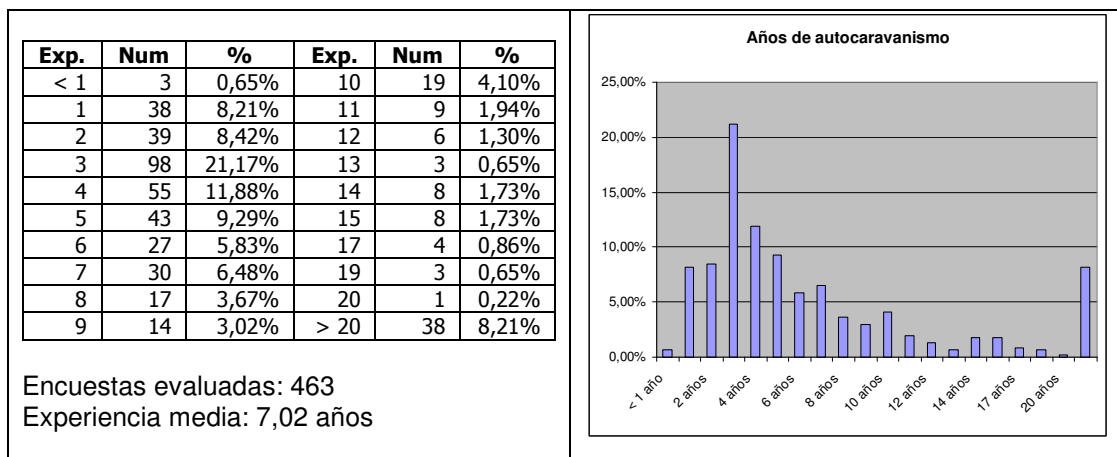 Exp. Num % Exp. Num %
< 1 3 0,65% 10 19 4,10%
1 38 8,21% 11 9 1,94%
2 39 8,42% 12 6 1,30%
3 98 21,17% 13 3 0,65%
4 55 11,88% 14 8 1,73%
5 43 9,29% 15 8 1,73%
6 27 5,83% 17 4 0,86%
7 30 6,48% 19 3 0,65%
8 17 3,67% 20 1 0,22%
9 14 3,02% > 20 38 8,21%
Encuestas evaluadas: 463
Experiencia media: 7,02 años
Años de autocaravanismo
25,00%
20,00%
15,00%
10,00%
5,00%
0,00%
< 1 año 2 años 4 años 6 años 8 años 10 años 12 años 14 años 17 años 20 años